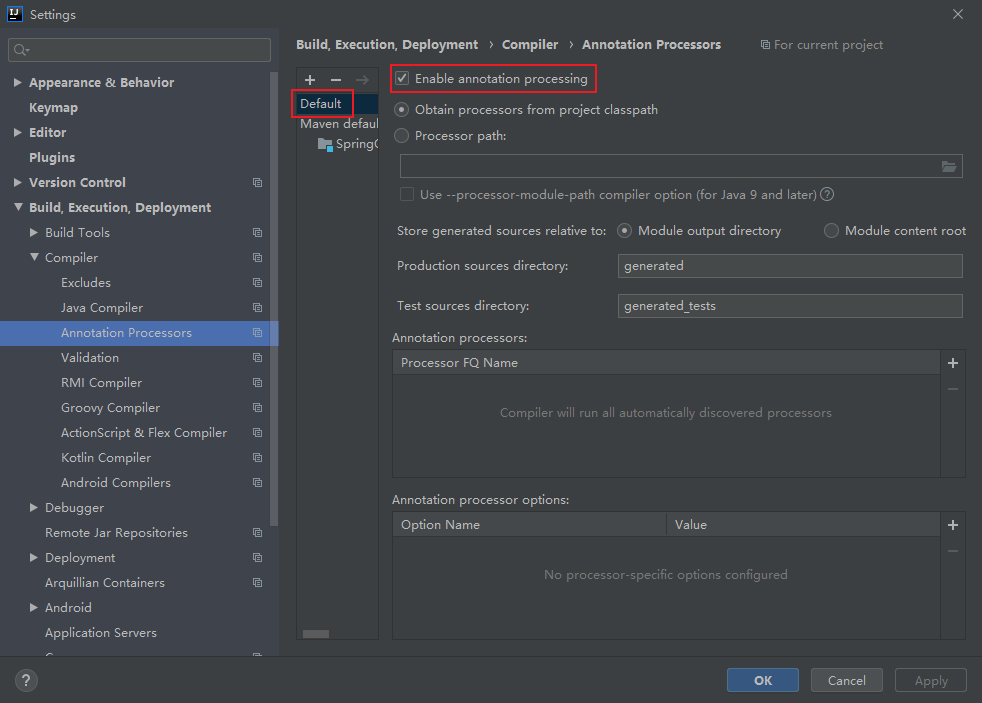 Settings
Appearance & Behavior
Keymap
Editor
Plugins
Version Control
Build, Execution, Deployment
Build Tools
Compiler
Excludes
Java Compiler
Annotation Processors
Validation
RMI Compiler
Groovy Compiler
ActionScript & Flex Compiler
Kotlin Compiler
Android Compilers
Debugger
Remote Jar Repositories
Deployment
Arquillian Containers
Android
Application Servers
Build, Execution, Deployment › Compiler › Annotation Processors For current project
Default
Maven defaul
Spring
Enable annotation processing
Obtain processors from project classpath
Processor path:
Use --processor-module-path compiler option (for Java 9 and later) ?
Store generated sources relative to: Module output directory Module content root
Production sources directory: generated
Test sources directory: generated_tests
Annotation processors:
Processor FQ Name
Compiler will run all automatically discovered processors
Annotation processor options:
Option Name Value
No processor-specific options configured
? OK Cancel Apply